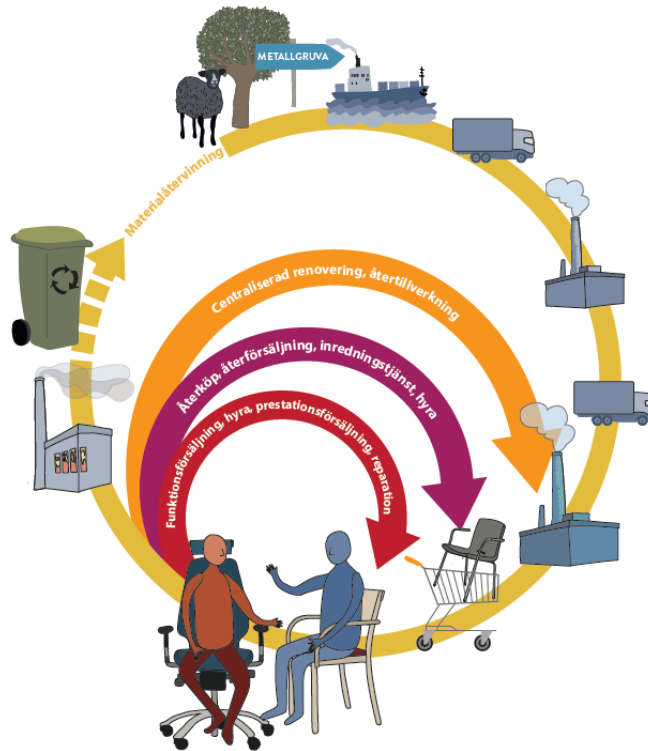 METALLGRUVA
Materialåtervinning
Centraliserad renovering, återtillverkning
Återköp, återförsäljning, inredningstjänst, hyra
Funktionsförsäljning, hyra, prestationsförsäljning, reparation